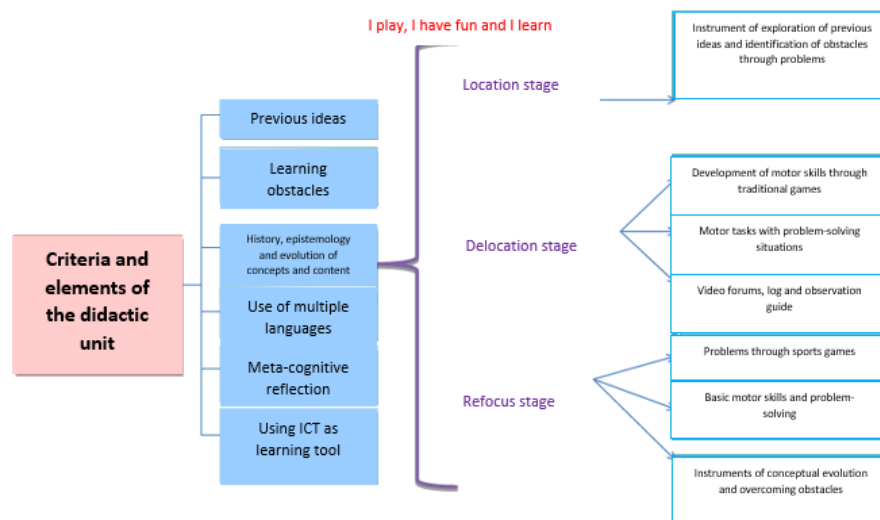 I play, I have fun and I learn
Criteria and
elements of
the didactic
unit
Previous ideas
Learning
obstacles
History, epistemology
and evolution of
concepts and content
Use of multiple
languages
Meta-cognitive
reflection
Using ICT as
learning tool
Location stage
Instrument of exploration of previous
ideas and identification of obstacles
through problems
Delocation stage
Development of motor skills through
traditional games
Motor tasks with problem-solving
situations
Video forums, log and observation
guide
Refocus stage
Problems through sports games
Basic motor skills and problem-
solving
Instruments of conceptual evolution
and overcoming obstacles